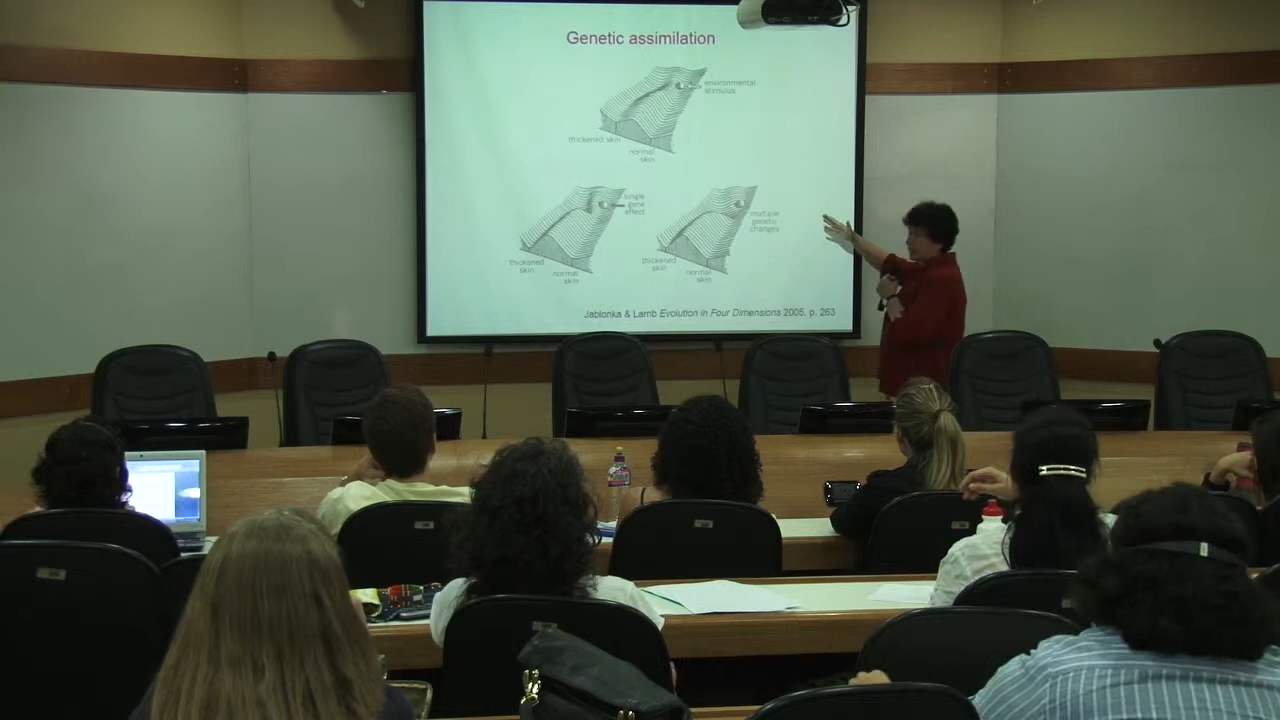 Genetic assimilation
environmental
stimulus
thickened skin
normal
skin
single
gene
effect
thickened
skin
normal
skin
multiple
genetic
changes
thickened
skin
normal
skin
Jablonka & Lamb Evolution in Four Dimensions 2005, p. 263